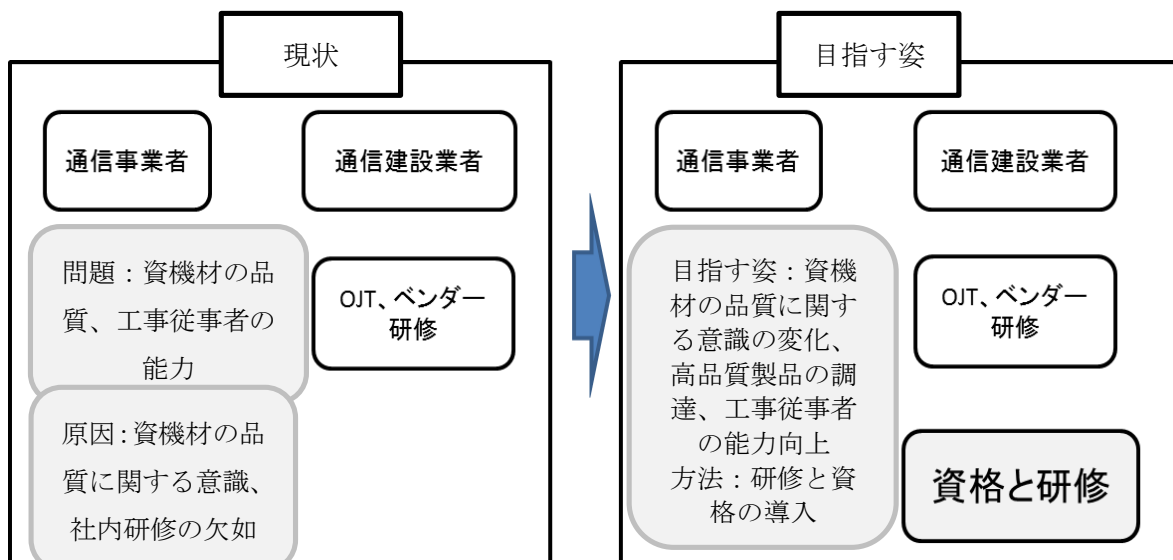 現状
通信事業者
通信建設業者
問題：資機材の品
質、工事従事者の
能力
OJT、ベンダー
研修
原因：資機材の品
質に関する意識、
社内研修の欠如
目指す姿
通信事業者
通信建設業者
目指す姿：資機
材の品質に関す
る意識の変化、
高品質製品の調
達、工事従事者
の能力向上
方法：研修と資
格の導入
OJT、ベンダー
研修
資格と研修